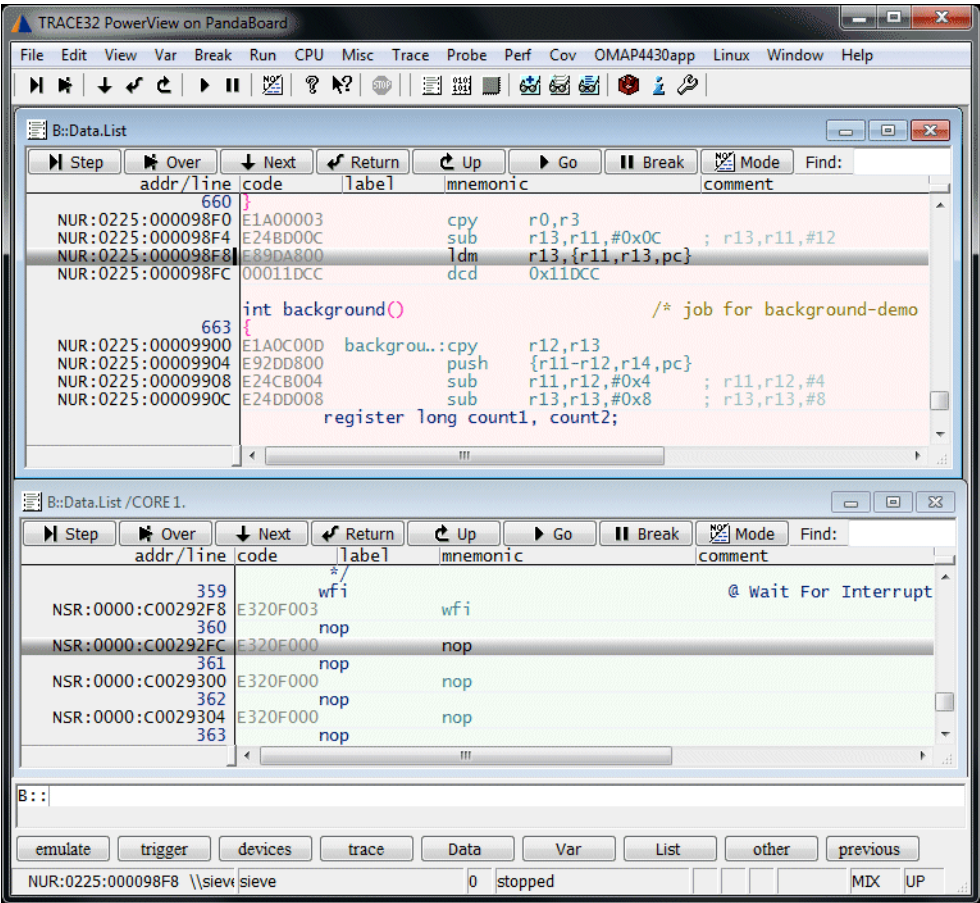 TRACE32 PowerView on PandaBoard
File Edit View Var Break Run CPU Misc Trace Probe Perf Cov OMAP4430app Linux Window Help
B::Data.List
Step Over Next Return Up Go Break Mode Find:
addr/line code label mnemonic comment
660 }
NUR:0225:000098F0 E1A00003 cpy r0,r3
NUR:0225:000098F4 E24BD00C sub r13,r11,#0x0C ; r13,r11,#12
NUR:0225:000098F8 E89DA800 ldm r13,{r11,r13,pc}
NUR:0225:000098FC 00011DCC dcd 0x11DCC
int background() /* job for background-demo
663 {
NUR:0225:00009900 E1A0C00D backgrou..:cpy r12,r13
NUR:0225:00009904 E92DD800 push {r11-r12,r14,pc}
NUR:0225:00009908 E24CB004 sub r11,r12,#0x4 ; r11,r12,#4
NUR:0225:0000990C E24DD008 sub r13,r13,#0x8 ; r13,r13,#8
register long count1, count2;
B::Data.List /CORE 1.
Step Over Next Return Up Go Break Mode Find:
addr/line code label mnemonic comment
*/
359 wfi @ Wait For Interrupt
NSR:0000:C00292F8 E320F003 wfi
360 nop
NSR:0000:C00292FC E320F000 nop
361 nop
NSR:0000:C0029300 E320F000 nop
362 nop
NSR:0000:C0029304 E320F000 nop
363 nop
B::
emulate trigger devices trace Data Var List other previous
NUR:0225:000098F8 \\sieve sieve 0 stopped MIX UP